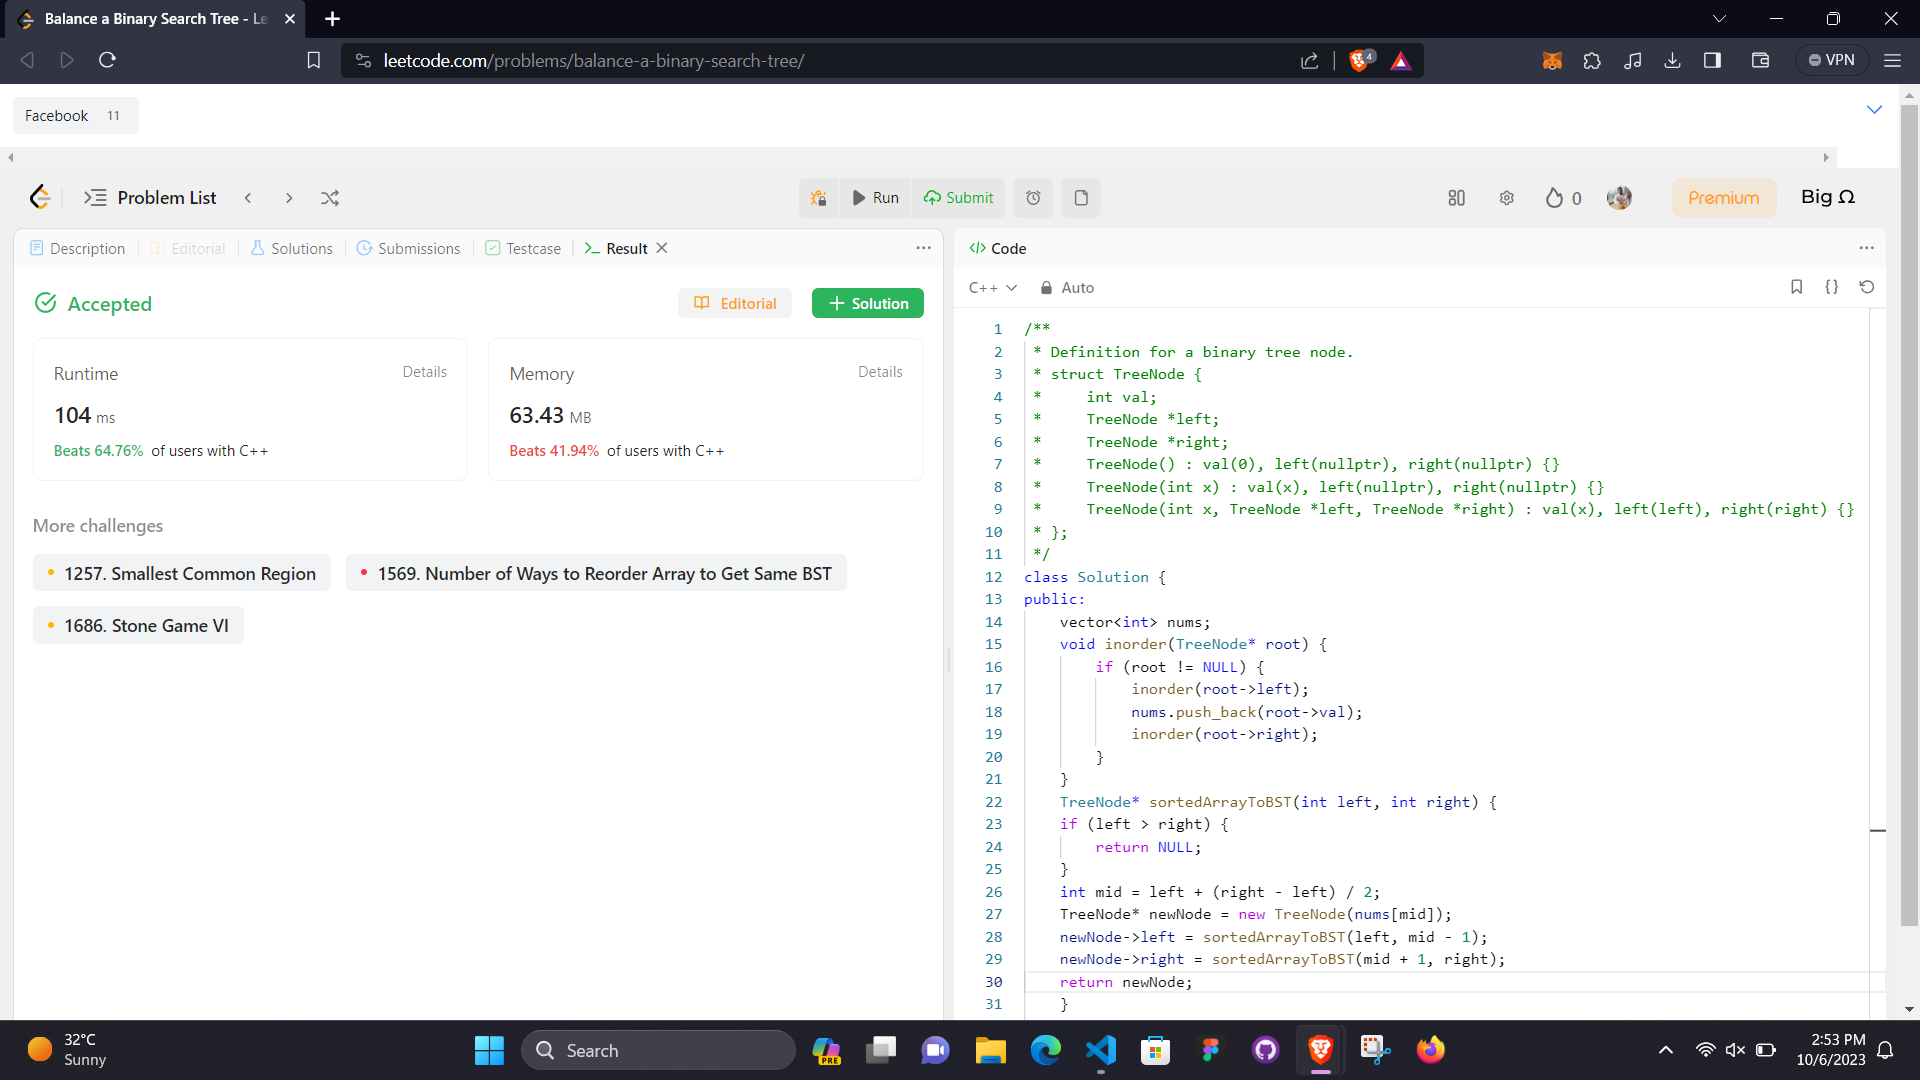 Balance a Binary Search Tree - Le
leetcode.com/problems/balance-a-binary-search-tree/
4
VPN
Facebook 11
Problem List
Run
Submit
0
Premium
Big Ω
Description
Editorial
Solutions
Submissions
Testcase
Result
Code
Accepted
Editorial
Solution
C++
Auto
Runtime
Details
104 ms
Beats 64.76% of users with C++
Memory
Details
63.43 MB
Beats 41.94% of users with C++
More challenges
1257. Smallest Common Region
1569. Number of Ways to Reorder Array to Get Same BST
1686. Stone Game VI
1 /**
2  * Definition for a binary tree node.
3  * struct TreeNode {
4  *     int val;
5  *     TreeNode *left;
6  *     TreeNode *right;
7  *     TreeNode() : val(0), left(nullptr), right(nullptr) {}
8  *     TreeNode(int x) : val(x), left(nullptr), right(nullptr) {}
9  *     TreeNode(int x, TreeNode *left, TreeNode *right) : val(x), left(left), right(right) {}
10  * };
11  */
12 class Solution {
13 public:
14     vector<int> nums;
15     void inorder(TreeNode* root) {
16         if (root != NULL) {
17             inorder(root->left);
18             nums.push_back(root->val);
19             inorder(root->right);
20         }
21     }
22     TreeNode* sortedArrayToBST(int left, int right) {
23     if (left > right) {
24         return NULL;
25     }
26     int mid = left + (right - left) / 2;
27     TreeNode* newNode = new TreeNode(nums[mid]);
28     newNode->left = sortedArrayToBST(left, mid - 1);
29     newNode->right = sortedArrayToBST(mid + 1, right);
30     return newNode;
31     }
32°C
Sunny
Search
PRE
2:53 PM
10/6/2023